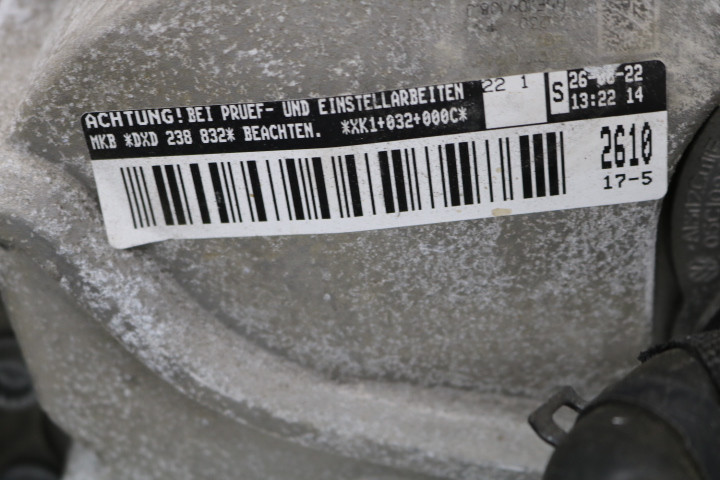 ACHTUNG! BEI PRUEF- UND EINSTELLARBEITEN
MKB *DXD 238 832* BEACHTEN. *XK1+032+000C*
22 1
S
26-06-22
13:22 14
2610
17-5